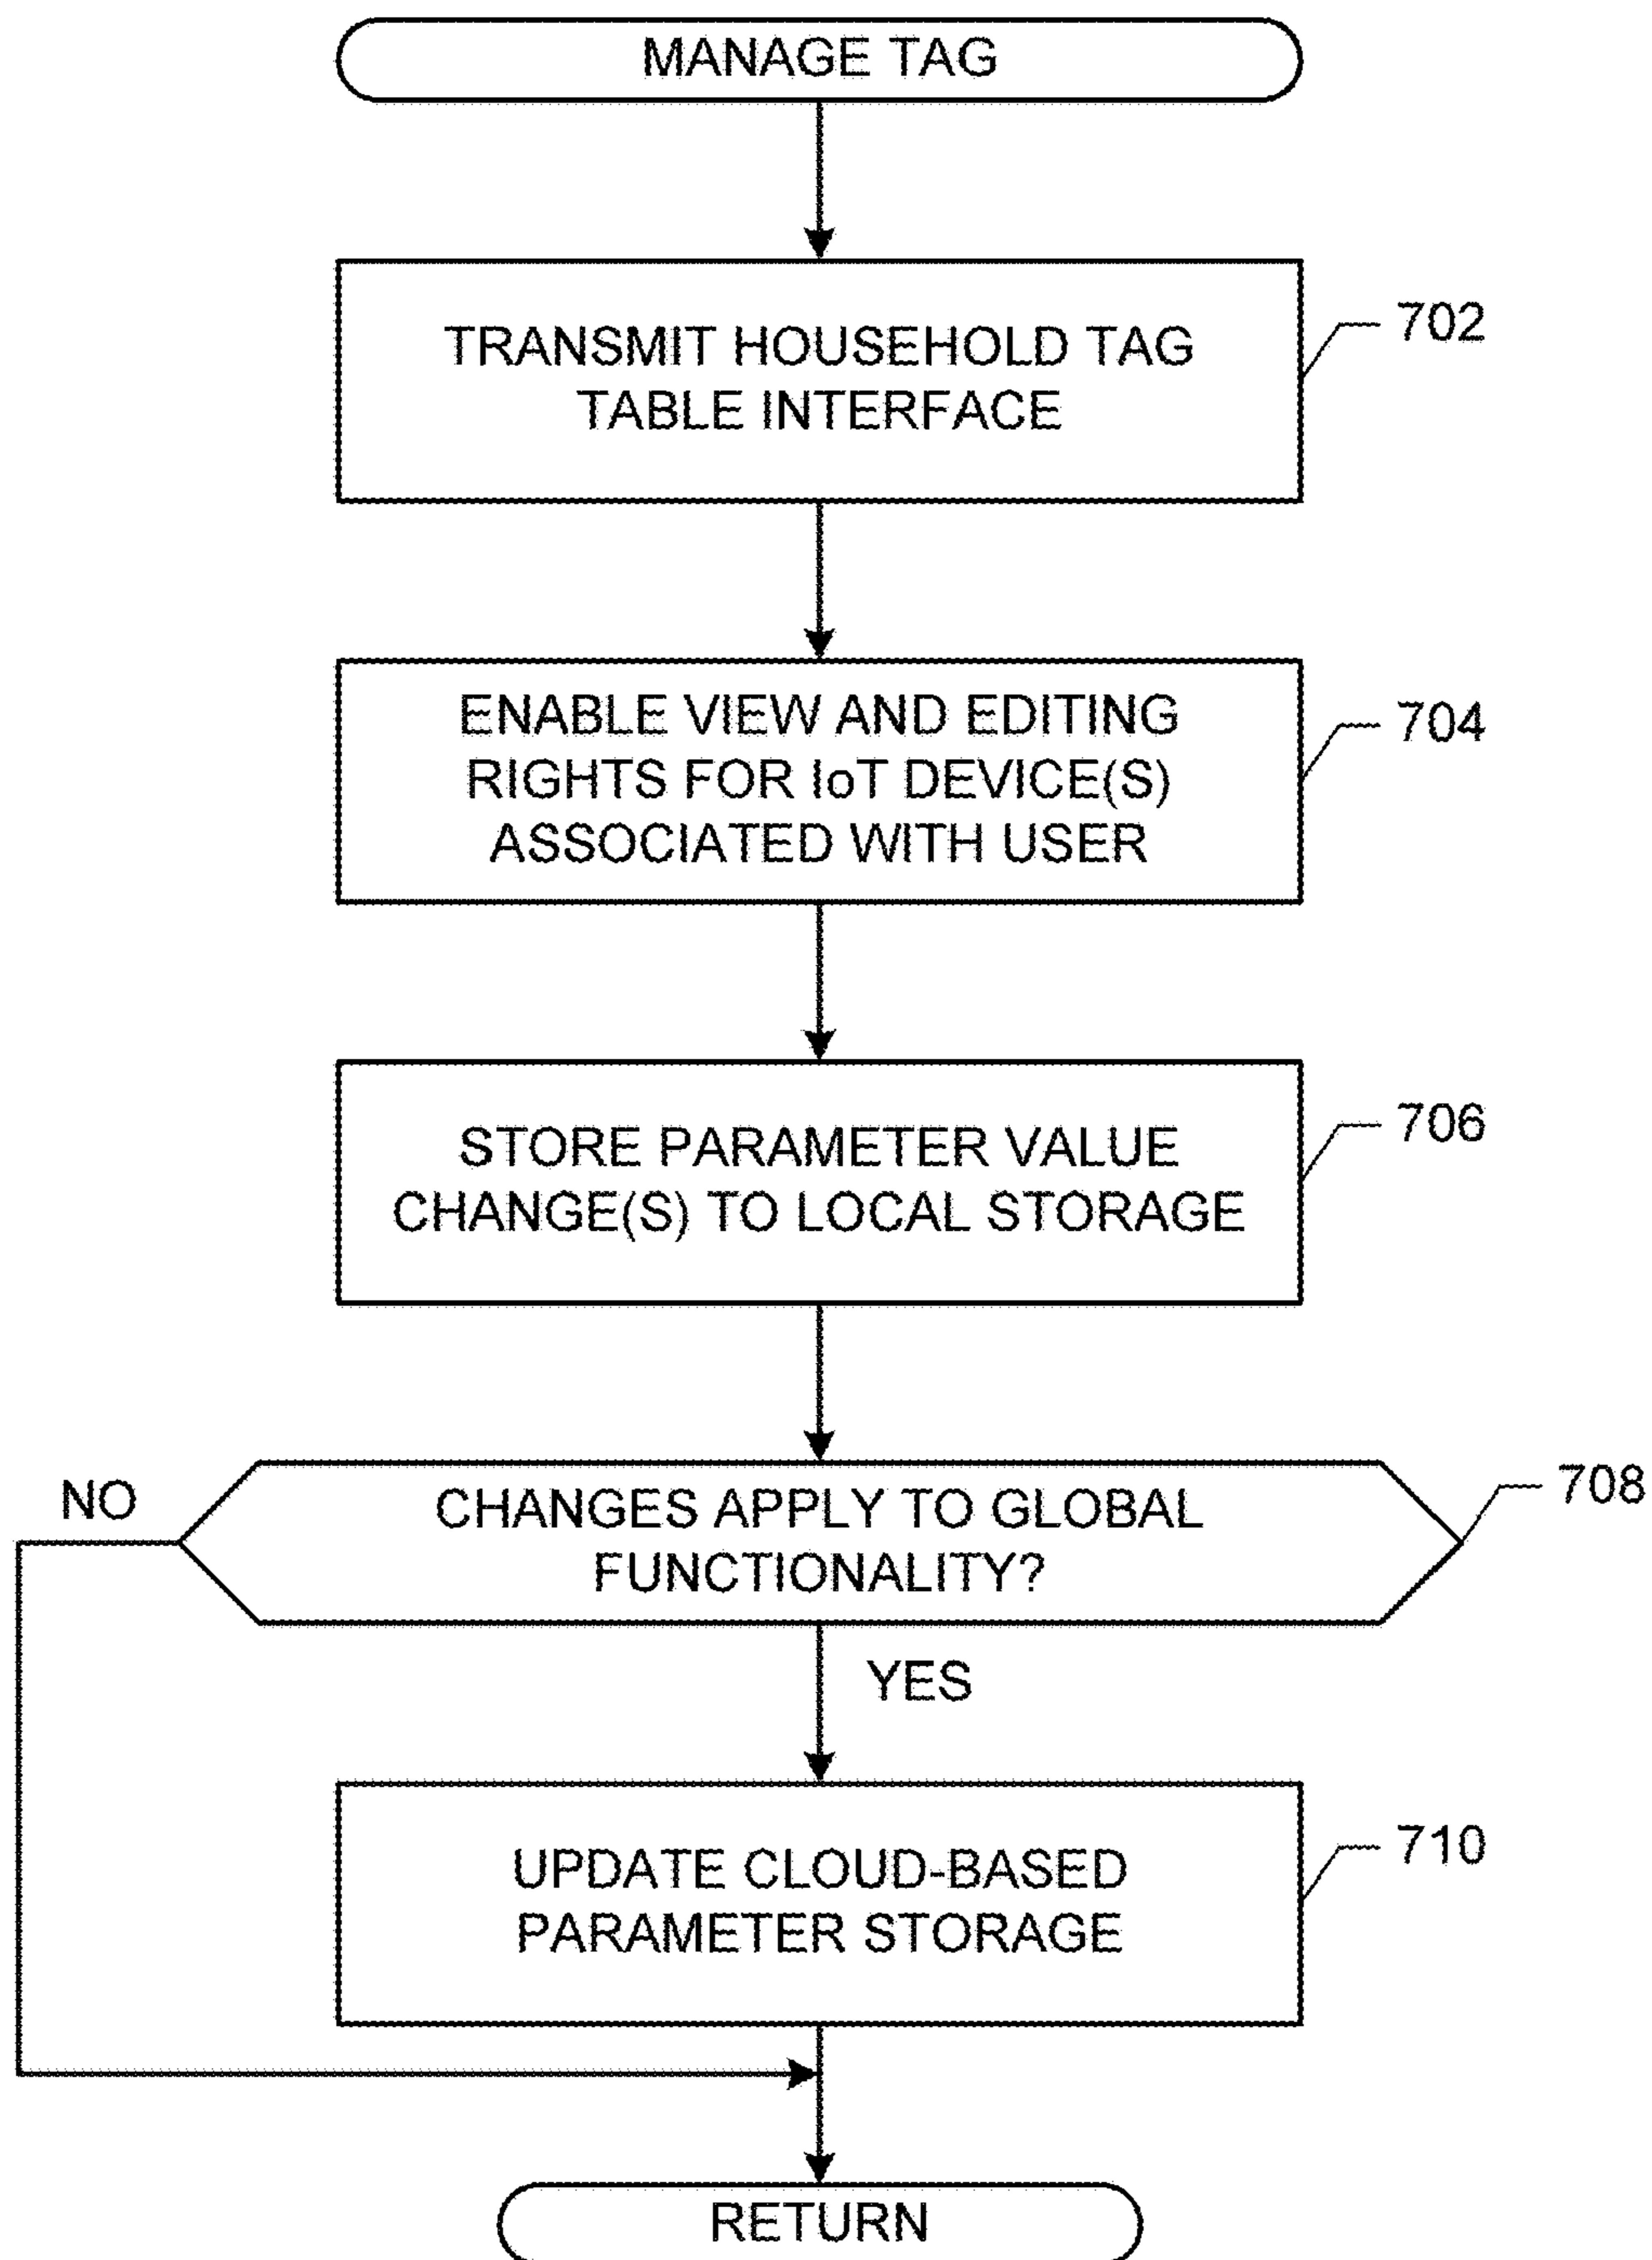 MANAGE TAG
TRANSMIT HOUSEHOLD TAG
TABLE INTERFACE
702
ENABLE VIEW AND EDITING
RIGHTS FOR IoT DEVICE(S)
ASSOCIATED WITH USER
704
STORE PARAMETER VALUE
CHANGE(S) TO LOCAL STORAGE
706
NO
CHANGES APPLY TO GLOBAL
FUNCTIONALITY?
708
YES
UPDATE CLOUD-BASED
PARAMETER STORAGE
710
RETURN